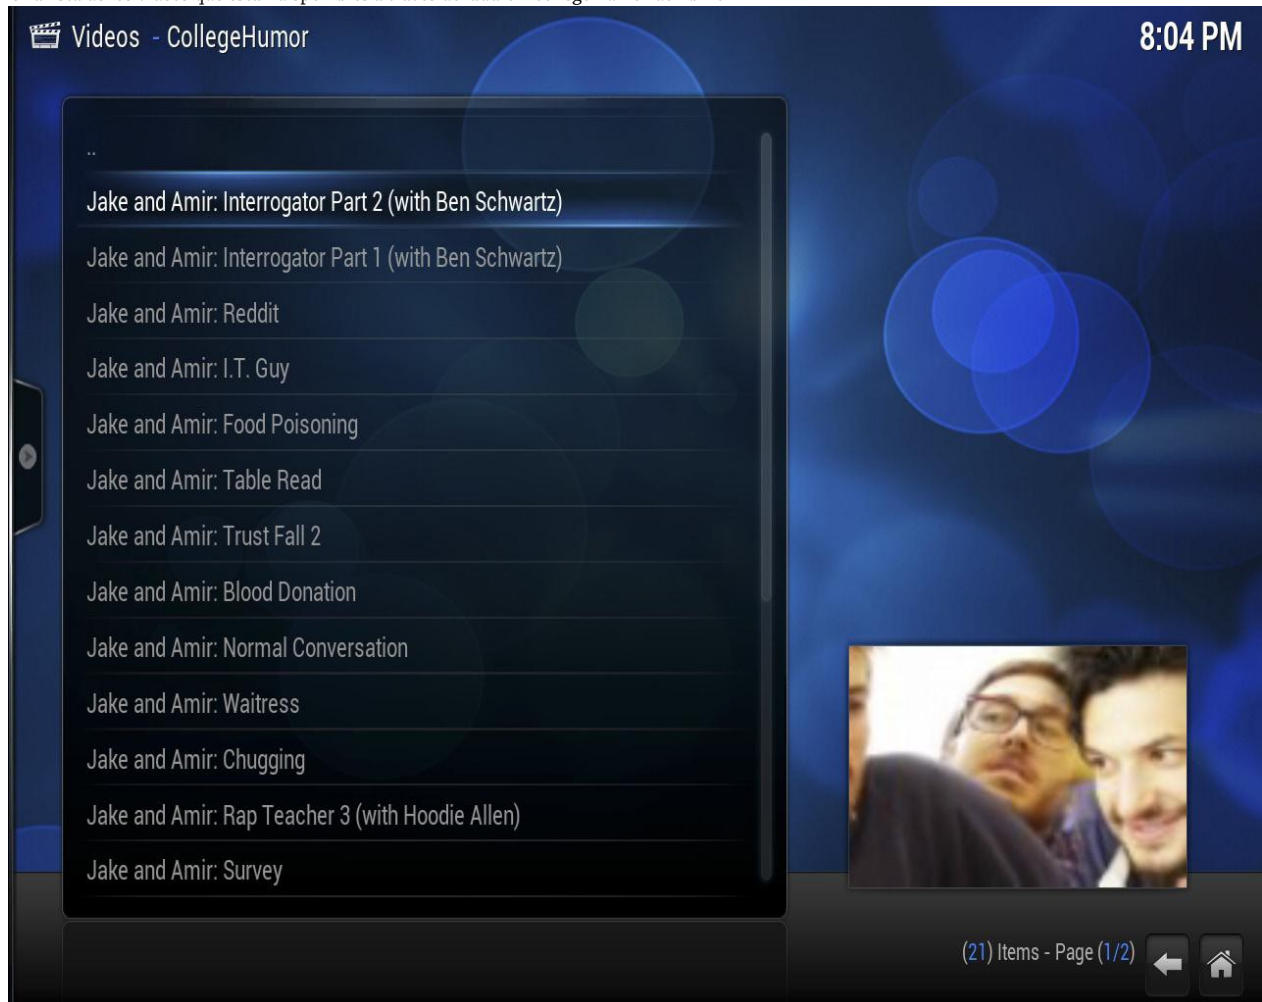 Videos - CollegeHumor
8:04 PM
..
Jake and Amir: Interrogator Part 2 (with Ben Schwartz)
Jake and Amir: Interrogator Part 1 (with Ben Schwartz)
Jake and Amir: Reddit
Jake and Amir: I.T. Guy
Jake and Amir: Food Poisoning
Jake and Amir: Table Read
Jake and Amir: Trust Fall 2
Jake and Amir: Blood Donation
Jake and Amir: Normal Conversation
Jake and Amir: Waitress
Jake and Amir: Chugging
Jake and Amir: Rap Teacher 3 (with Hoodie Allen)
Jake and Amir: Survey
(21) Items - Page (1/2)